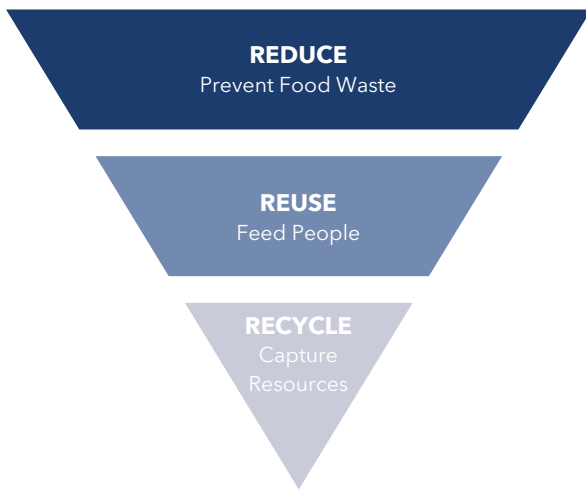 REDUCE
Prevent Food Waste
REUSE
Feed People
RECYCLE
Capture
Resources